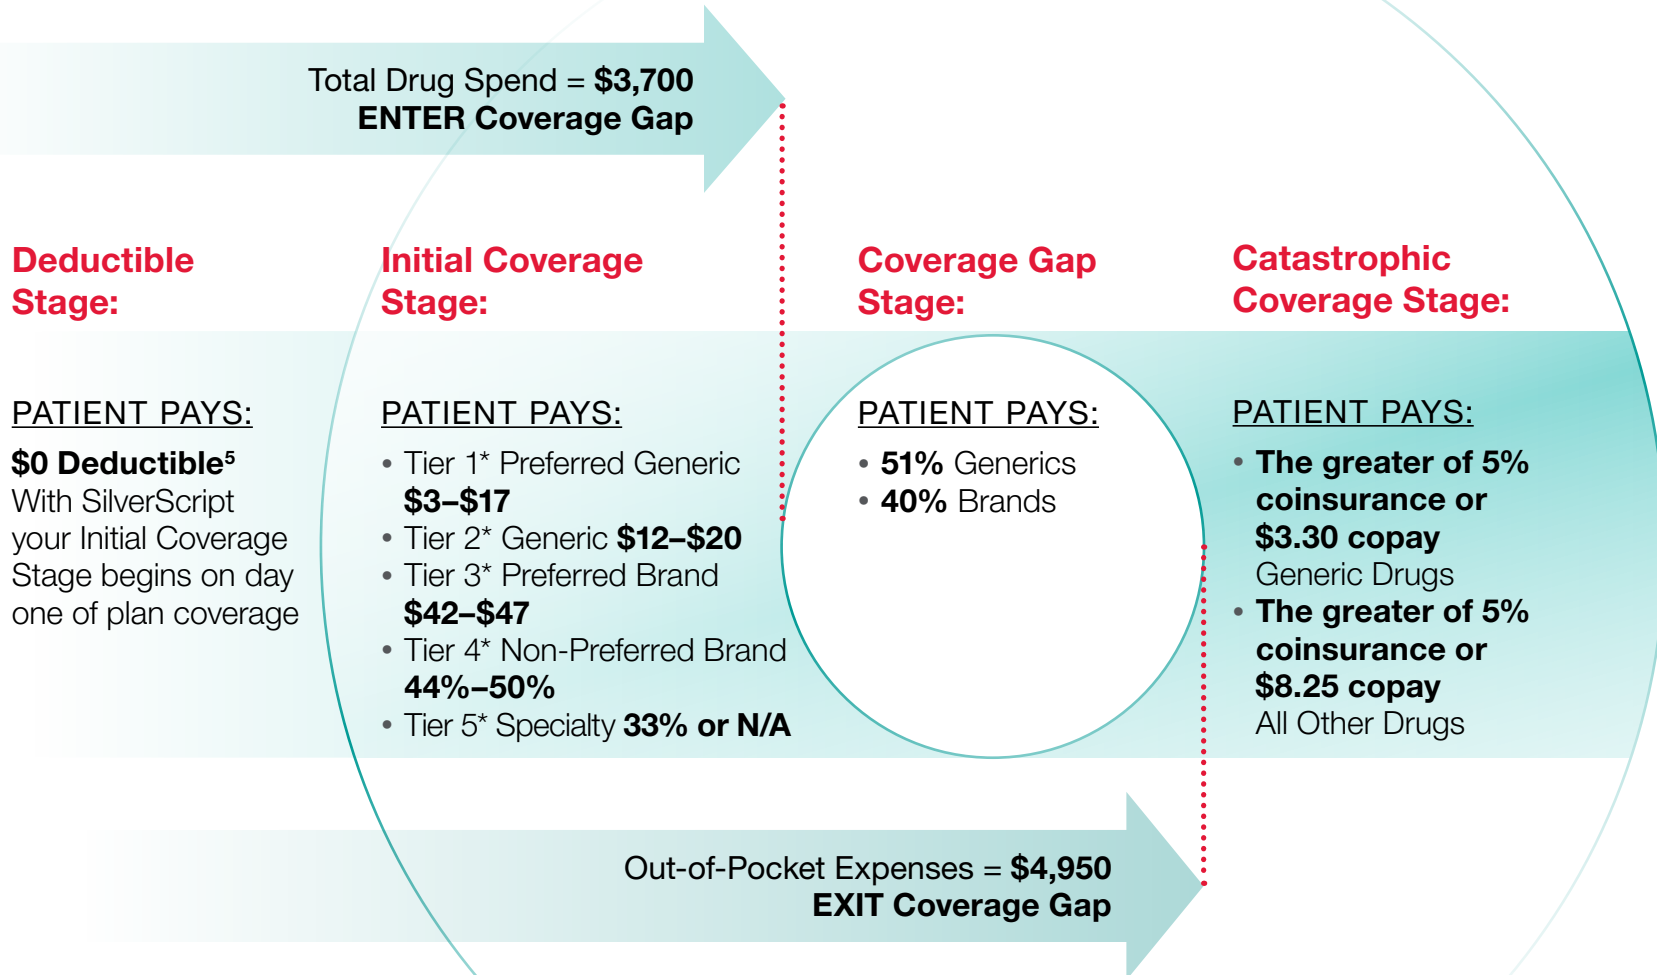 Total Drug Spend = $3,700
ENTER Coverage Gap
Deductible
Stage:
PATIENT PAYS:
$0 Deductible⁵
With SilverScript
your Initial Coverage
Stage begins on day
one of plan coverage
Initial Coverage
Stage:
PATIENT PAYS:
• Tier 1* Preferred Generic
$3–$17
• Tier 2* Generic $12–$20
• Tier 3* Preferred Brand
$42–$47
• Tier 4* Non-Preferred Brand
44%–50%
• Tier 5* Specialty 33% or N/A
Coverage Gap
Stage:
PATIENT PAYS:
• 51% Generics
• 40% Brands
Catastrophic
Coverage Stage:
PATIENT PAYS:
• The greater of 5%
coinsurance or
$3.30 copay
Generic Drugs
• The greater of 5%
coinsurance or
$8.25 copay
All Other Drugs
Out-of-Pocket Expenses = $4,950
EXIT Coverage Gap